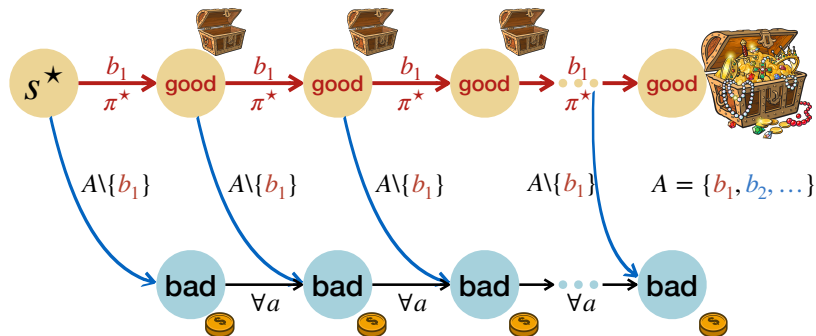 b₁ b₁ b₁ b₁
s★ good good good good
π★ π★ π★ π★
A\{b₁} A\{b₁} A\{b₁} A\{b₁} A = {b₁, b₂, …}
bad bad bad bad
∀a ∀a ∀a
$ $ $ $